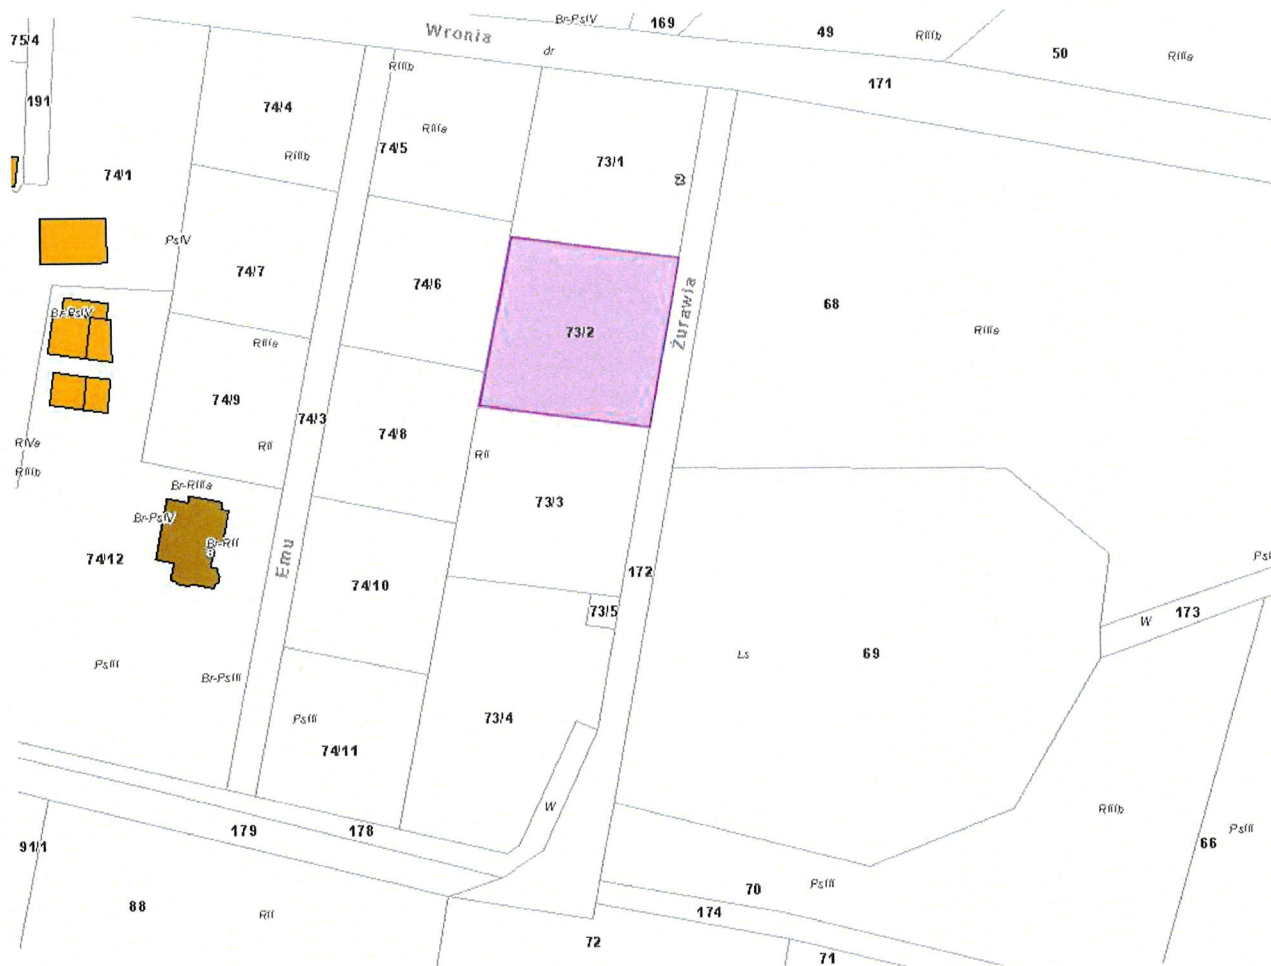 Br-PsIV
169
49
RIIIb
50
RIIIa
75/4
Wronia
dr
171
191
RIIIb
74/4
74/5
RIIIa
RIIIb
73/1
74/1
PsIV
74/7
74/6
68
RIIIa
73/2
Żurawia
Br-PsIV
RIIIa
74/9
74/3
74/8
RII
RII
RIVa
RIIIb
Br-RIIIa
73/3
Br-PsIV
Br-RII
3
74/12
Emu
74/10
172
73/5
173
W
Ls
69
PsIII
Br-PsIII
PsIII
74/11
73/4
W
RIIIb
179
178
91/1
66
PsIII
70
PsIII
88
RII
174
72
71